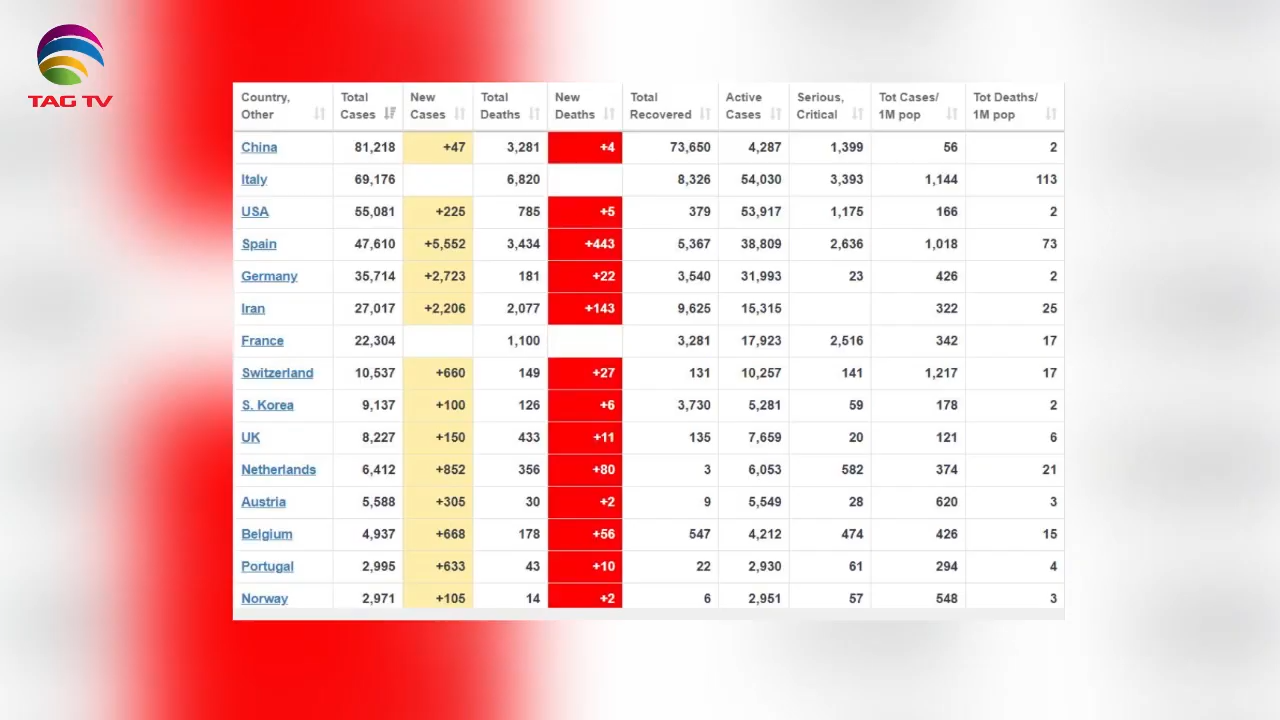 TAG TV
Country, Other Total Cases New Cases Total Deaths New Deaths Total Recovered Active Cases Serious, Critical Tot Cases/ 1M pop Tot Deaths/ 1M pop
China 81,218 +47 3,281 +4 73,650 4,287 1,399 56 2
Italy 69,176 6,820 8,326 54,030 3,393 1,144 113
USA 55,081 +225 785 +5 379 53,917 1,175 166 2
Spain 47,610 +5,552 3,434 +443 5,367 38,809 2,636 1,018 73
Germany 35,714 +2,723 181 +22 3,540 31,993 23 426 2
Iran 27,017 +2,206 2,077 +143 9,625 15,315 322 25
France 22,304 1,100 3,281 17,923 2,516 342 17
Switzerland 10,537 +660 149 +27 131 10,257 141 1,217 17
S. Korea 9,137 +100 126 +6 3,730 5,281 59 178 2
UK 8,227 +150 433 +11 135 7,659 20 121 6
Netherlands 6,412 +852 356 +80 3 6,053 582 374 21
Austria 5,588 +305 30 +2 9 5,549 28 620 3
Belgium 4,937 +668 178 +56 547 4,212 474 426 15
Portugal 2,995 +633 43 +10 22 2,930 61 294 4
Norway 2,971 +105 14 +2 6 2,951 57 548 3